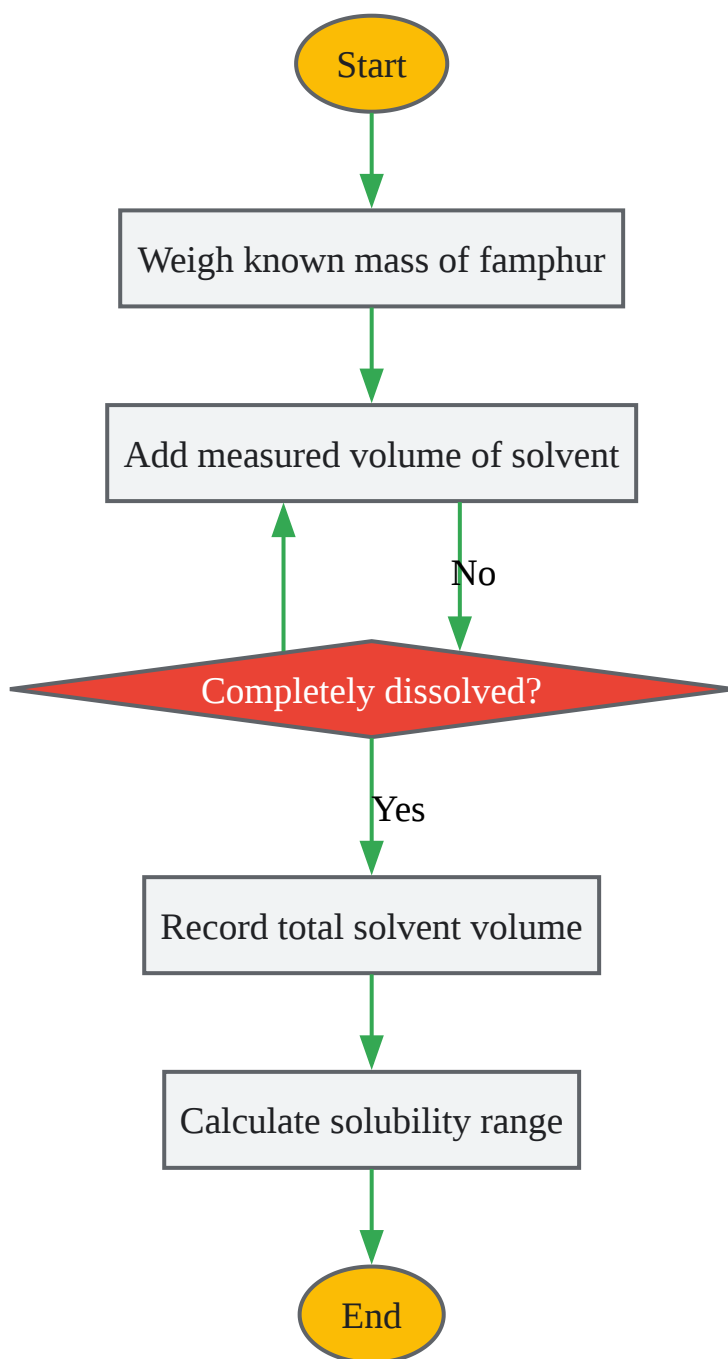 Start
Weigh known mass of famphur
Add measured volume of solvent
No
Completely dissolved?
Yes
Record total solvent volume
Calculate solubility range
End